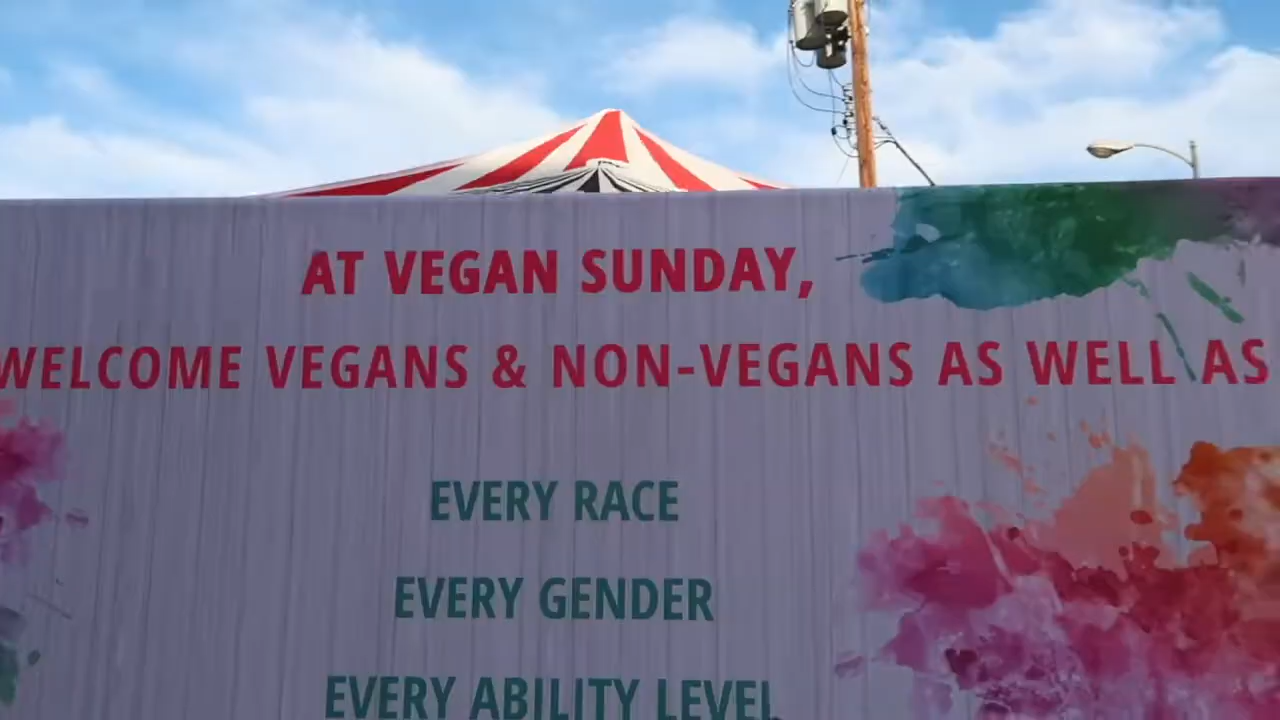 AT VEGAN SUNDAY,
WELCOME VEGANS & NON-VEGANS AS WELL AS
EVERY RACE
EVERY GENDER
EVERY ABILITY LEVEL